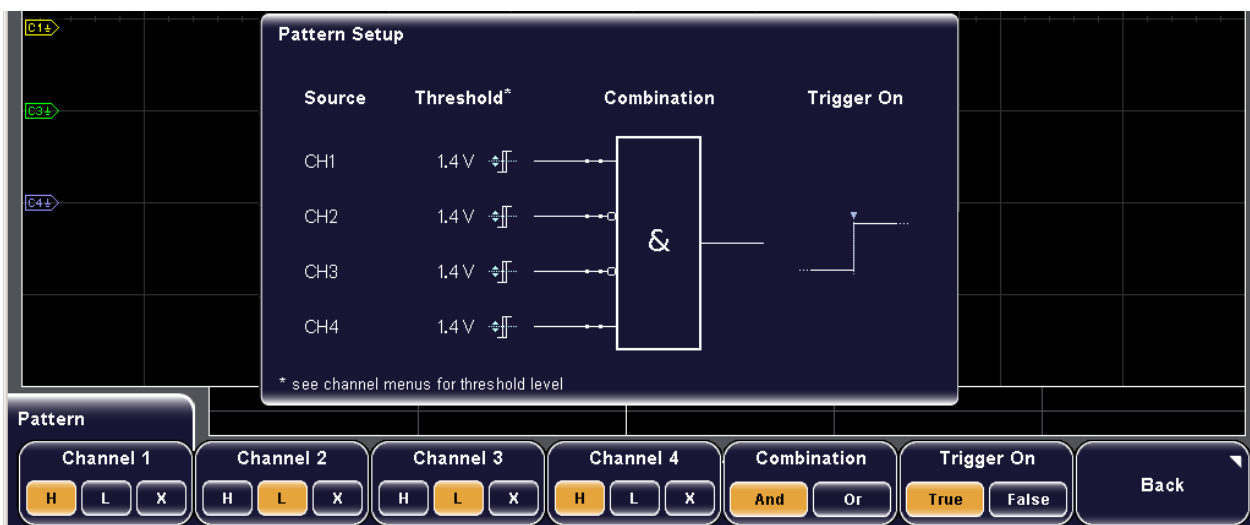 C1
Pattern Setup
Source Threshold* Combination Trigger On
C3
CH1 1.4 V
C4
CH2 1.4 V
&
CH3 1.4 V
CH4 1.4 V
* see channel menus for threshold level
Pattern
Channel 1 Channel 2 Channel 3 Channel 4 Combination Trigger On
H L X H L X H L X H L X And Or True False Back